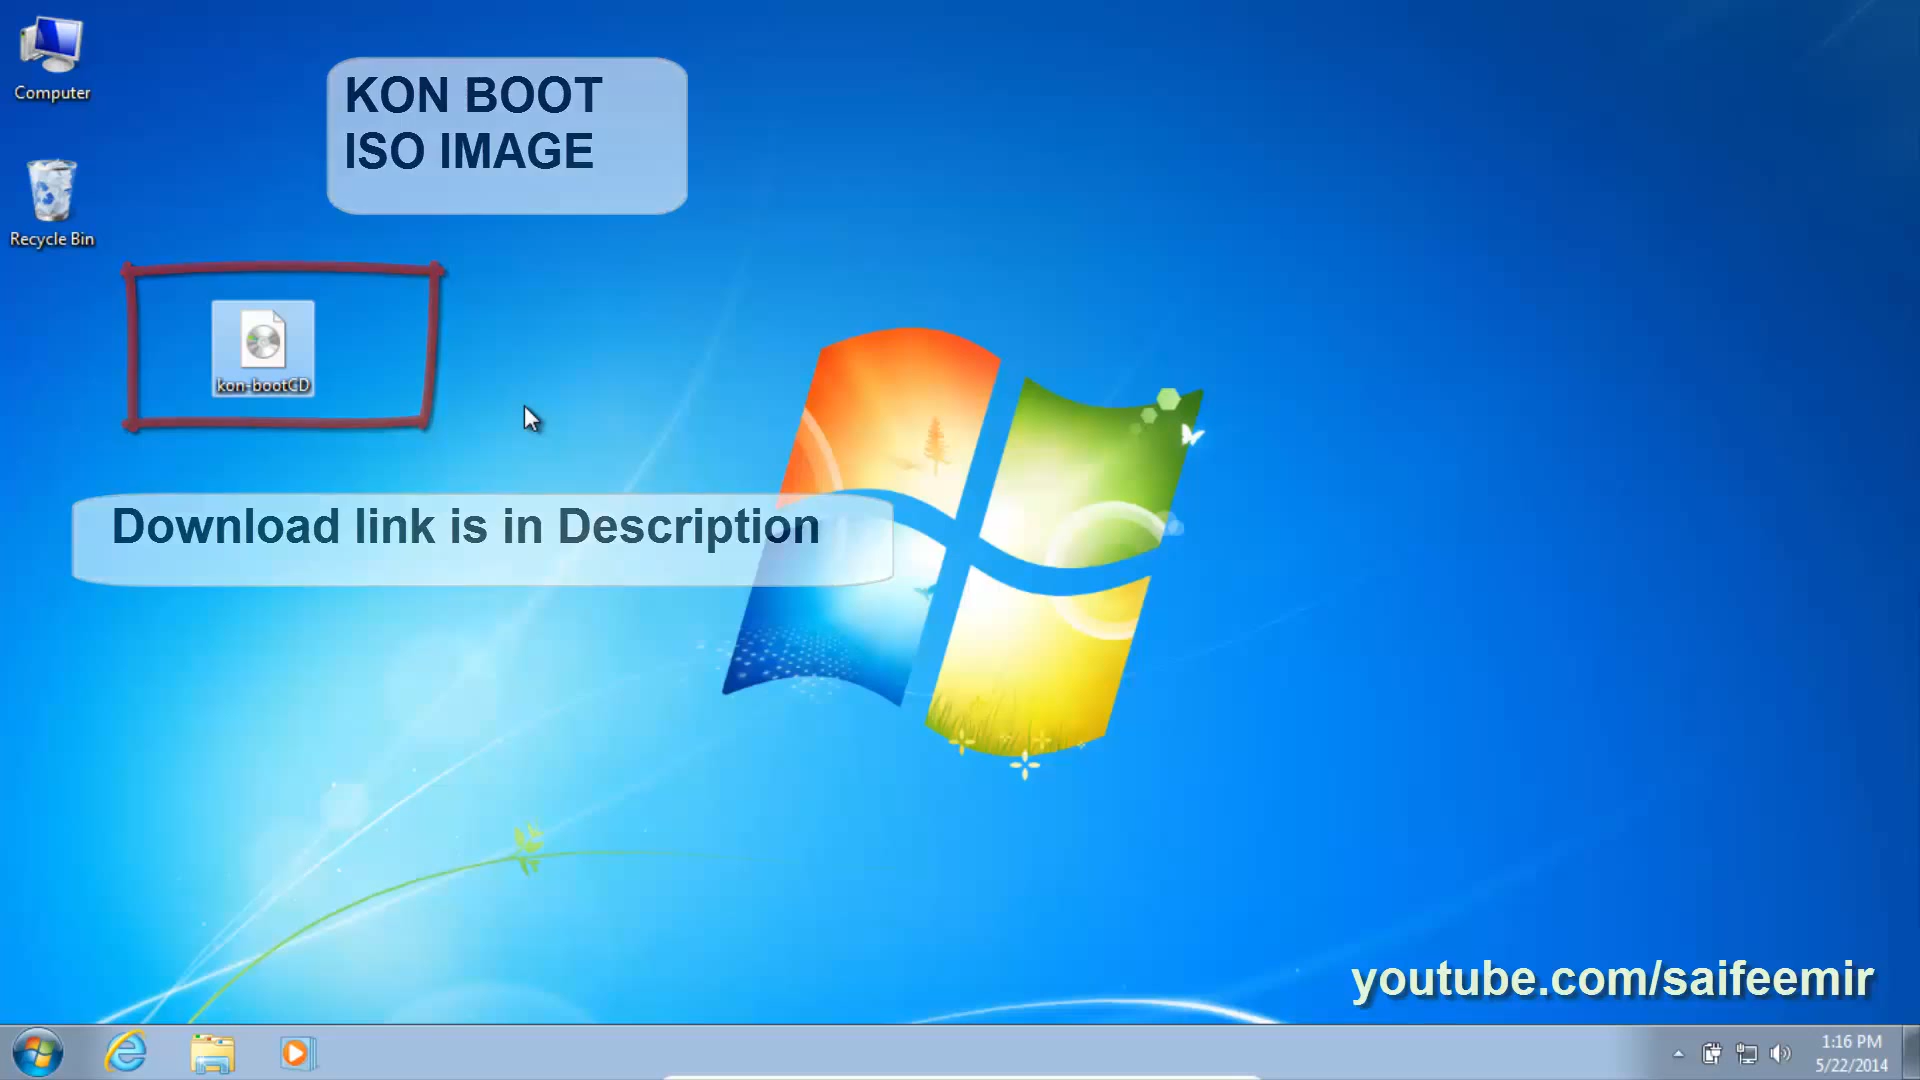 Computer
KON BOOT
ISO IMAGE
Recycle Bin
kon-bootCD
Download link is in Description
youtube.com/saifeemir
1:16 PM
5/22/2014